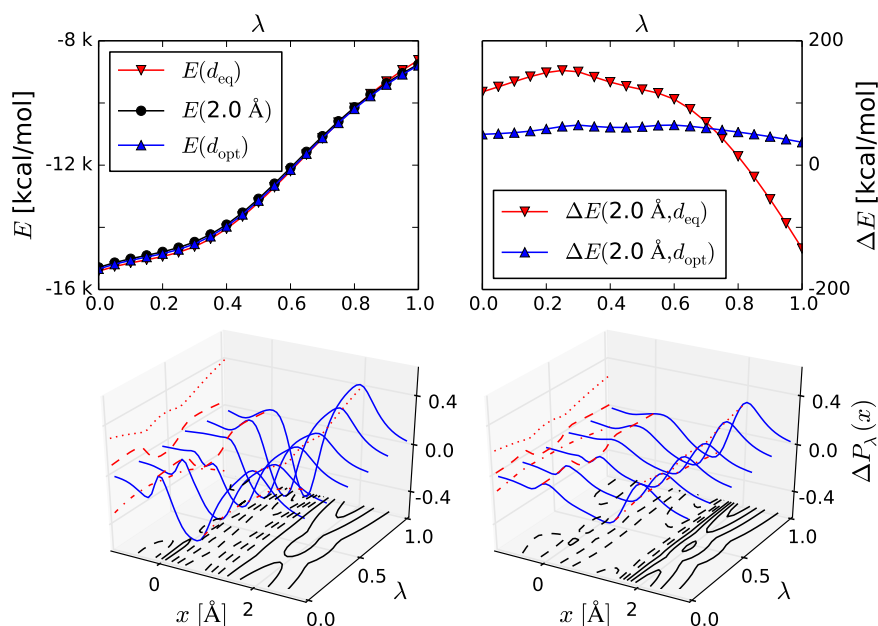 λ
λ
-8 k
-12 k
-16 k
E [kcal/mol]
E(d_eq)
E(2.0 Å)
E(d_opt)
0.0 0.2 0.4 0.6 0.8 1.0
200
0
-200
ΔE [kcal/mol]
ΔE(2.0 Å,d_eq)
ΔE(2.0 Å,d_opt)
0.0 0.2 0.4 0.6 0.8 1.0
0.4
0.0
-0.4
0 2
x [Å]
0.0 0.5 1.0
λ
0.4
0.0
-0.4
ΔP_λ(x)
0 2
x [Å]
0.0 0.5 1.0
λ